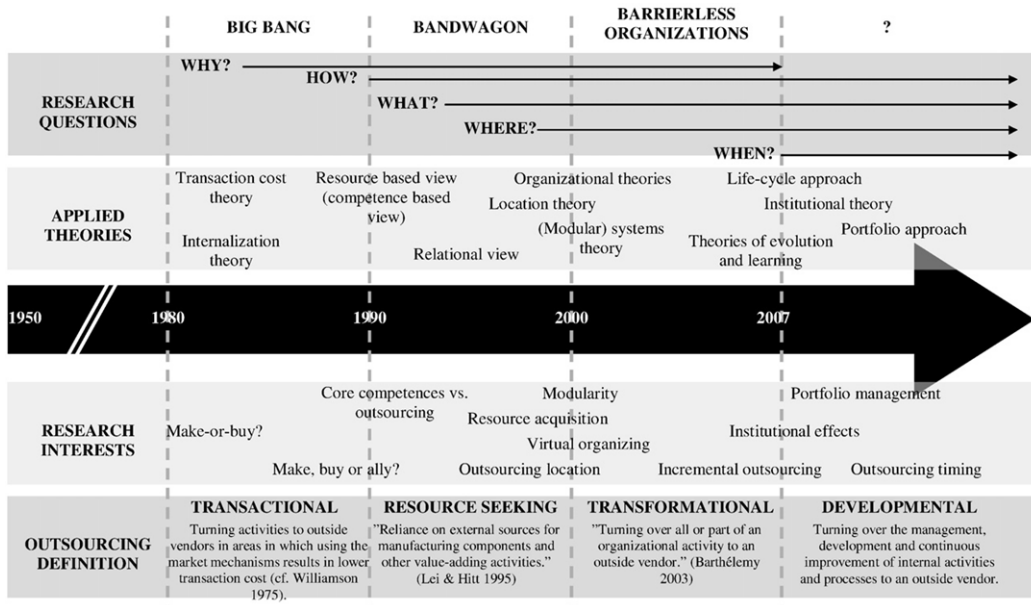 BIG BANG
BANDWAGON
BARRIERLESS
ORGANIZATIONS
?
RESEARCH
QUESTIONS
WHY?
HOW?
WHAT?
WHERE?
WHEN?
APPLIED
THEORIES
Transaction cost
theory
Internalization
theory
Resource based view
(competence based
view)
Relational view
Organizational theories
Location theory
(Modular) systems
theory
Life-cycle approach
Institutional theory
Portfolio approach
Theories of evolution
and learning
1950
1980
1990
2000
2007
RESEARCH
INTERESTS
Make-or-buy?
Core competences vs.
outsourcing
Make, buy or ally?
Modularity
Resource acquisition
Virtual organizing
Outsourcing location
Portfolio management
Institutional effects
Incremental outsourcing
Outsourcing timing
OUTSOURCING
DEFINITION
TRANSACTIONAL
Turning activities to outside
vendors in areas in which using the
market mechanisms results in lower
transaction cost (cf. Williamson
1975).
RESOURCE SEEKING
”Reliance on external sources for
manufacturing components and
other value-adding activities.”
(Lei & Hitt 1995)
TRANSFORMATIONAL
”Turning over all or part of an
organizational activity to an
outside vendor.” (Barthélemy
2003)
DEVELOPMENTAL
Turning over the management,
development and continuous
improvement of internal activities
and processes to an outside vendor.